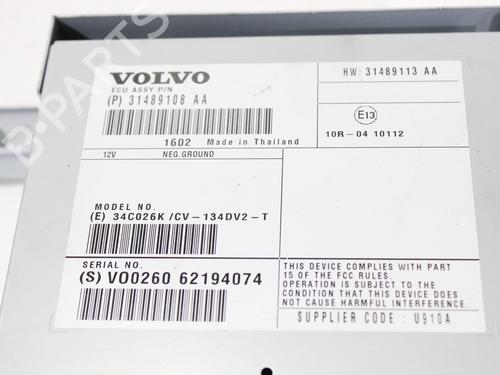 VOLVO
ECU ASSY P/N
(P) 31489108 AA
1602 Made in Thailand
12V NEG.GROUND
MODEL NO.
(E) 34C026K/CV-134DV2-T
SERIAL NO.
(S) VO0260 62194074
HW: 31489113 AA
E13
10R-04 10112
THIS DEVICE COMPLIES WITH PART
15 OF THE FCC RULES.
OPERATION IS SUBJECT TO THE
CONDITION THAT THIS DEVICE DOES
NOT CAUSE HARMFUL INTERFERENCE.
SUPPLIER CODE : U910A
B-PARTS